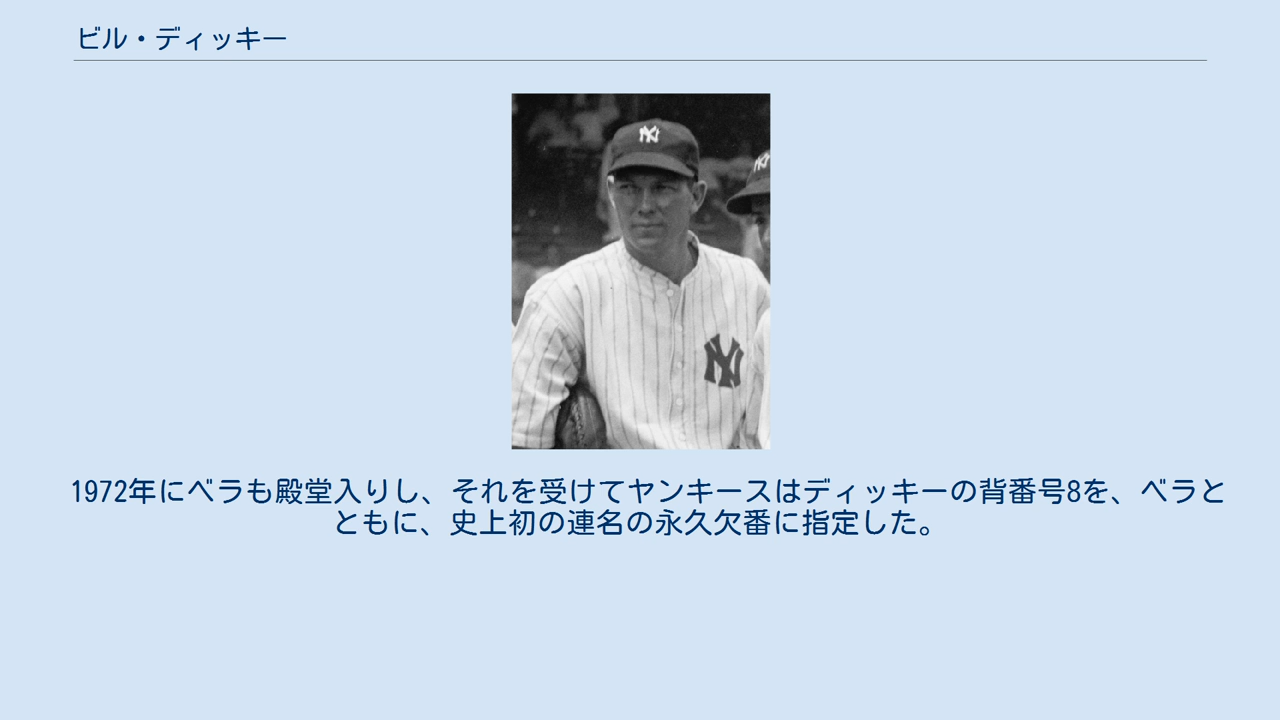 ビル・ディッキー
NY
NY
NY
1972年にベラも殿堂入りし、それを受けてヤンキースはディッキーの背番号8を、ベラと
ともに、史上初の連名の永久欠番に指定した。